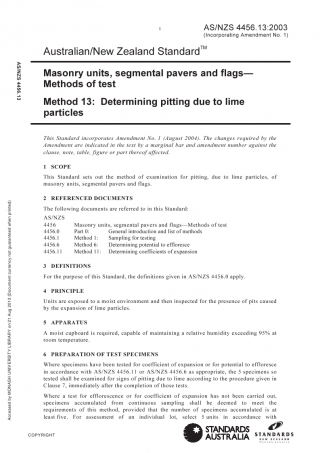 1
AS/NZS 4456.13:2003
(Incorporating Amendment No. 1)
AS/NZS 4456.13
Australian/New Zealand Standard™
Masonry units, segmental pavers and flags—
Methods of test
Method 13: Determining pitting due to lime
particles
This Standard incorporates Amendment No. 1 (August 2004). The changes required by the
Amendment are indicated in the text by a marginal bar and amendment number against the
clause, note, table, figure or part thereof affected.
1 SCOPE
This Standard sets out the method of examination for pitting, due to lime particles, of
masonry units, segmental pavers and flags.
2 REFERENCED DOCUMENTS
The following documents are referred to in this Standard:
AS/NZS
4456 Masonry units, segmental pavers and flags—Methods of test
4456.0 Part 0: General introduction and list of methods
4456.1 Method 1: Sampling for testing
4456.6 Method 6: Determining potential to effloresce
4456.11 Method 11: Determining coefficients of expansion
3 DEFINITIONS
For the purpose of this Standard, the definitions given in AS/NZS 4456.0 apply.
4 PRINCIPLE
Units are exposed to a moist environment and then inspected for the presence of pits caused
by the expansion of lime particles.
5 APPARATUS
A moist cupboard is required, capable of maintaining a relative humidity exceeding 95% at
room temperature.
6 PREPARATION OF TEST SPECIMENS
Where specimens have been tested for coefficient of expansion or for potential to effloresce
in accordance with AS/NZS 4456.11 or AS/NZS 4456.6 as appropriate, the 5 specimens so
tested shall be examined for signs of pitting due to lime according to the procedure given in
Clause 7, immediately after the completion of those tests.
Where a test for efflorescence or for coefficient of expansion has not been carried out,
specimens accumulated from continuous sampling shall be deemed to meet the
requirements of this method, provided that the number of specimens accumulated is at
least five. For assessment of an individual lot, select 5 units in accordance with
Accessed by MONASH UNIVERSITY LIBRARY on 21 Aug 2013 (Document currency not guaranteed when printed)
COPYRIGHT
STANDARDS
AUSTRALIA
STANDARDS
NEW ZEALAND